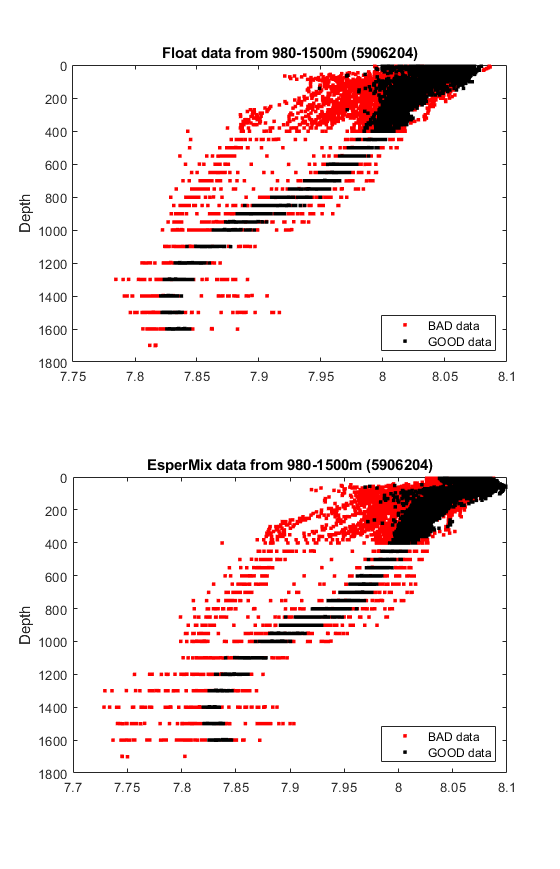 Float data from 980-1500m (5906204)
0
200
400
600
800
1000
1200
1400
1600
1800
Depth
BAD data
GOOD data
7.75 7.8 7.85 7.9 7.95 8 8.05 8.1
EsperMix data from 980-1500m (5906204)
0
200
400
600
800
1000
1200
1400
1600
1800
Depth
BAD data
GOOD data
7.7 7.75 7.8 7.85 7.9 7.95 8 8.05 8.1